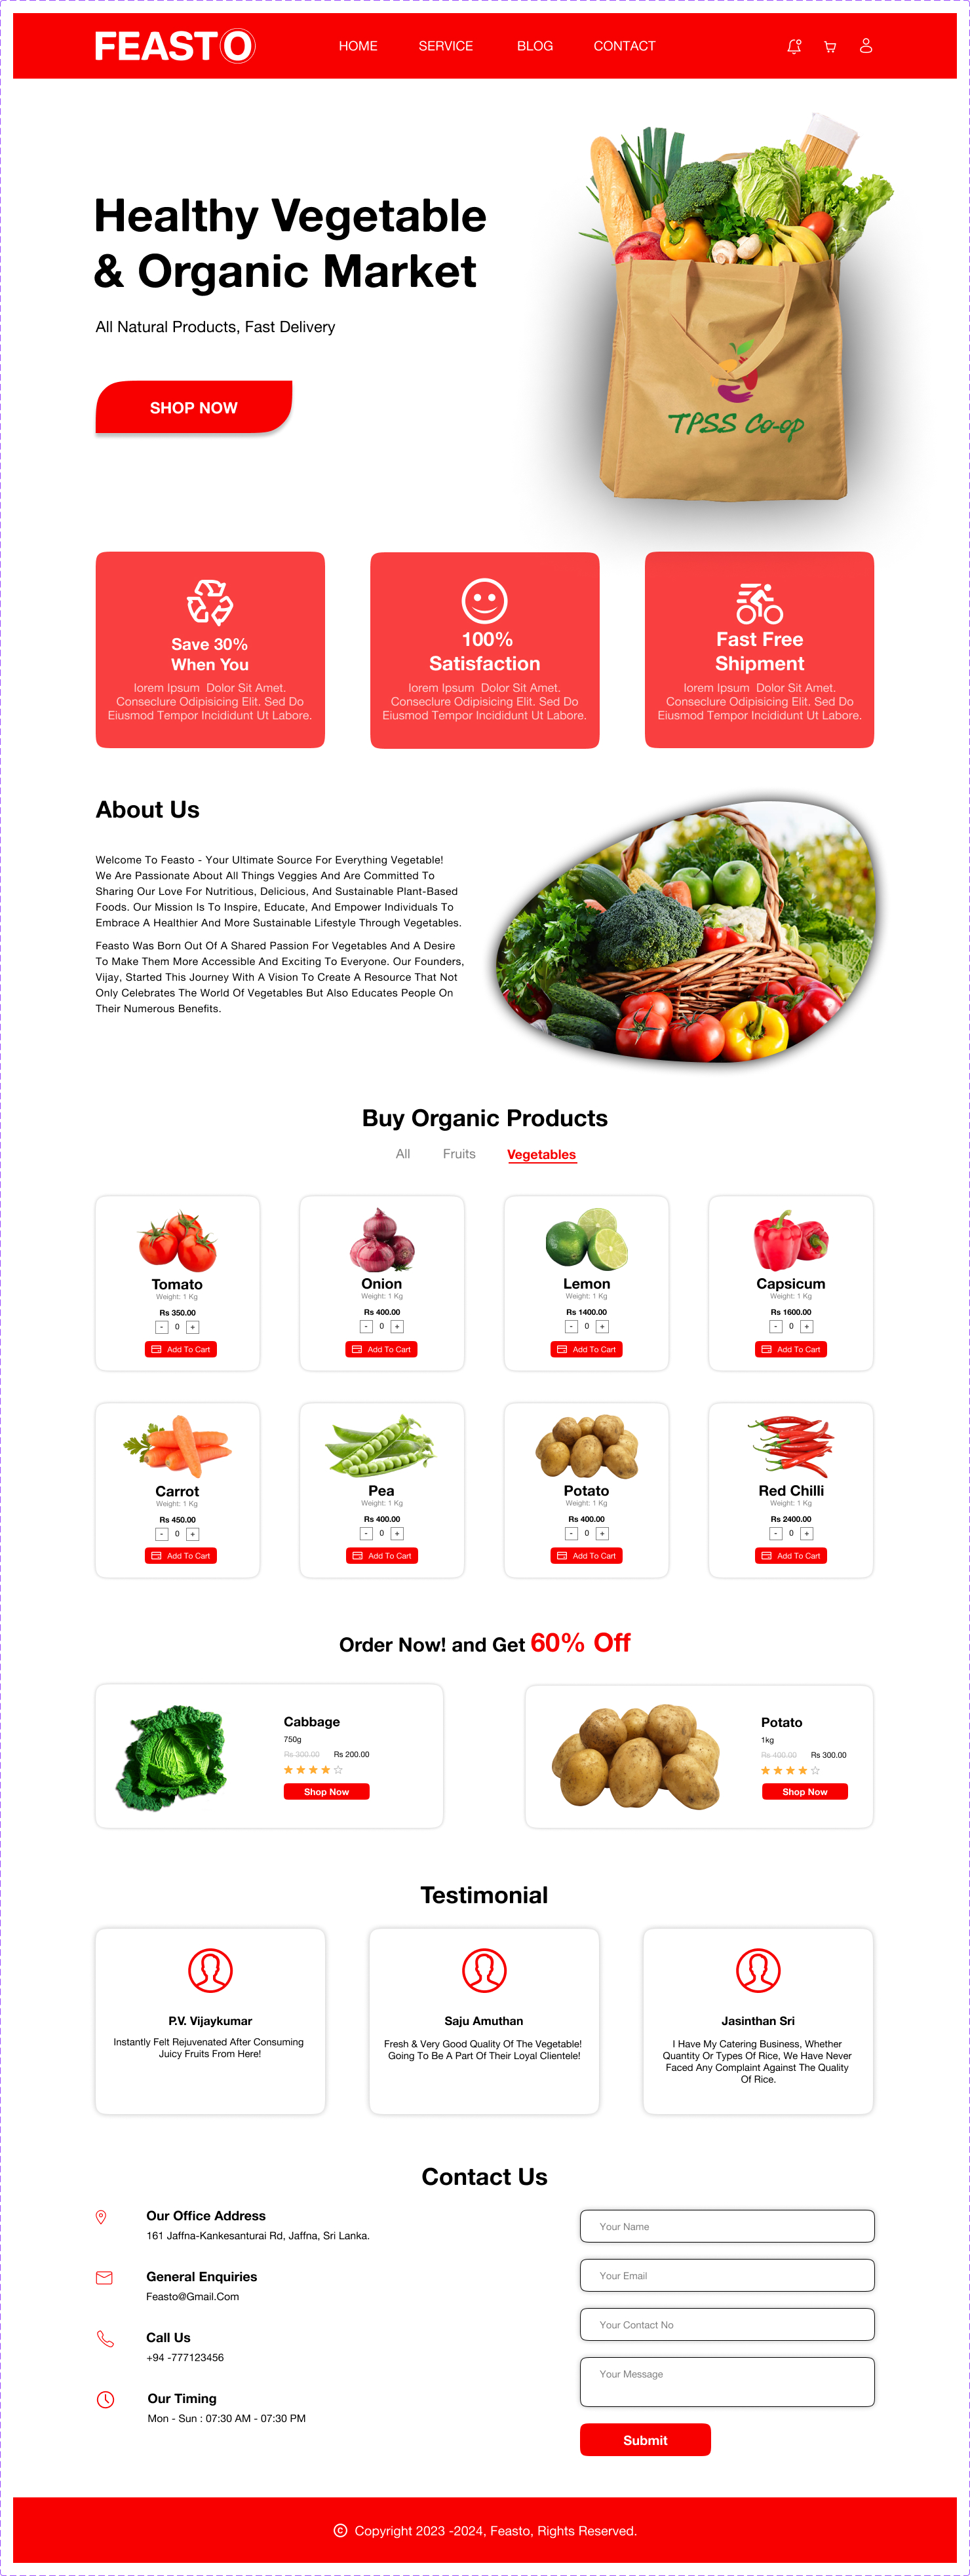 FEASTO
HOME SERVICE BLOG CONTACT
Healthy Vegetable
& Organic Market
All Natural Products, Fast Delivery
SHOP NOW
TPSS Co-op
Save 30%
When You
lorem Ipsum Dolor Sit Amet.
Conseclure Odipisicing Elit. Sed Do
Eiusmod Tempor Incididunt Ut Labore.
100%
Satisfaction
lorem Ipsum Dolor Sit Amet.
Conseclure Odipisicing Elit. Sed Do
Eiusmod Tempor Incididunt Ut Labore.
Fast Free
Shipment
lorem Ipsum Dolor Sit Amet.
Conseclure Odipisicing Elit. Sed Do
Eiusmod Tempor Incididunt Ut Labore.
About Us
Welcome To Feasto - Your Ultimate Source For Everything Vegetable!
We Are Passionate About All Things Veggies And Are Committed To
Sharing Our Love For Nutritious, Delicious, And Sustainable Plant-Based
Foods. Our Mission Is To Inspire, Educate, And Empower Individuals To
Embrace A Healthier And More Sustainable Lifestyle Through Vegetables.
Feasto Was Born Out Of A Shared Passion For Vegetables And A Desire
To Make Them More Accessible And Exciting To Everyone. Our Founders,
Vijay, Started This Journey With A Vision To Create A Resource That Not
Only Celebrates The World Of Vegetables But Also Educates People On
Their Numerous Benefits.
Buy Organic Products
All Fruits Vegetables
Tomato
Weight: 1 Kg
Rs 350.00
- 0 +
Add To Cart
Onion
Weight: 1 Kg
Rs 400.00
- 0 +
Add To Cart
Lemon
Weight: 1 Kg
Rs 1400.00
- 0 +
Add To Cart
Capsicum
Weight: 1 Kg
Rs 1600.00
- 0 +
Add To Cart
Carrot
Weight: 1 Kg
Rs 450.00
- 0 +
Add To Cart
Pea
Weight: 1 Kg
Rs 400.00
- 0 +
Add To Cart
Potato
Weight: 1 Kg
Rs 400.00
- 0 +
Add To Cart
Red Chilli
Weight: 1 Kg
Rs 2400.00
- 0 +
Add To Cart
Order Now! and Get 60% Off
Cabbage
750g
Rs 300.00 Rs 200.00
Shop Now
Potato
1kg
Rs 400.00 Rs 300.00
Shop Now
Testimonial
P.V. Vijaykumar
Instantly Felt Rejuvenated After Consuming
Juicy Fruits From Here!
Saju Amuthan
Fresh & Very Good Quality Of The Vegetable!
Going To Be A Part Of Their Loyal Clientele!
Jasinthan Sri
I Have My Catering Business, Whether
Quantity Or Types Of Rice, We Have Never
Faced Any Complaint Against The Quality
Of Rice.
Contact Us
Our Office Address
161 Jaffna-Kankesanturai Rd, Jaffna, Sri Lanka.
General Enquiries
Feasto@Gmail.Com
Call Us
+94 -777123456
Our Timing
Mon - Sun : 07:30 AM - 07:30 PM
Your Name
Your Email
Your Contact No
Your Message
Submit
© Copyright 2023 -2024, Feasto, Rights Reserved.